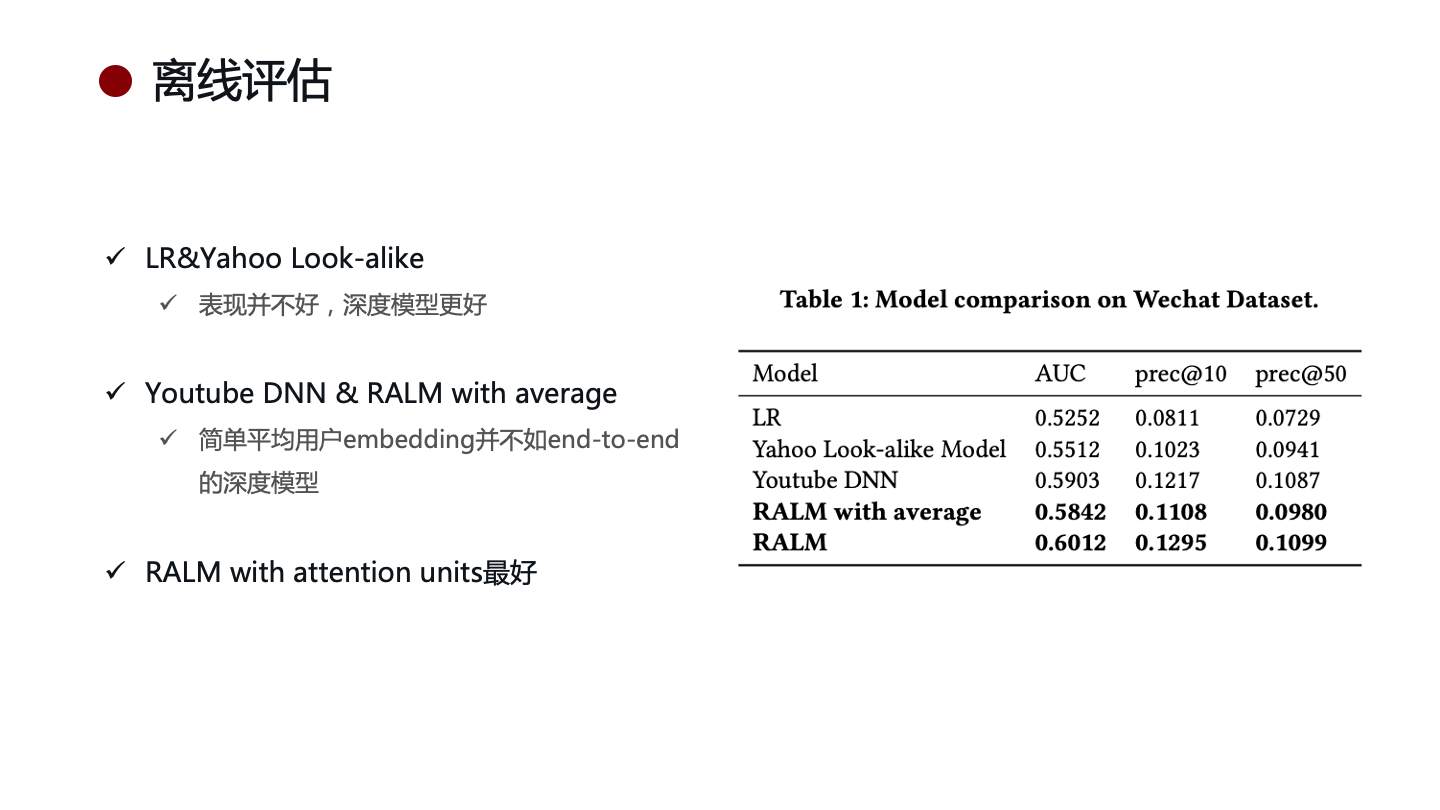 离线评估
LR&Yahoo Look-alike
表现并不好，深度模型更好
Youtube DNN & RALM with average
简单平均用户embedding并不如end-to-end
的深度模型
RALM with attention units最好
Table 1: Model comparison on Wechat Dataset.
Model AUC prec@10 prec@50
LR 0.5252 0.0811 0.0729
Yahoo Look-alike Model 0.5512 0.1023 0.0941
Youtube DNN 0.5903 0.1217 0.1087
RALM with average 0.5842 0.1108 0.0980
RALM 0.6012 0.1295 0.1099